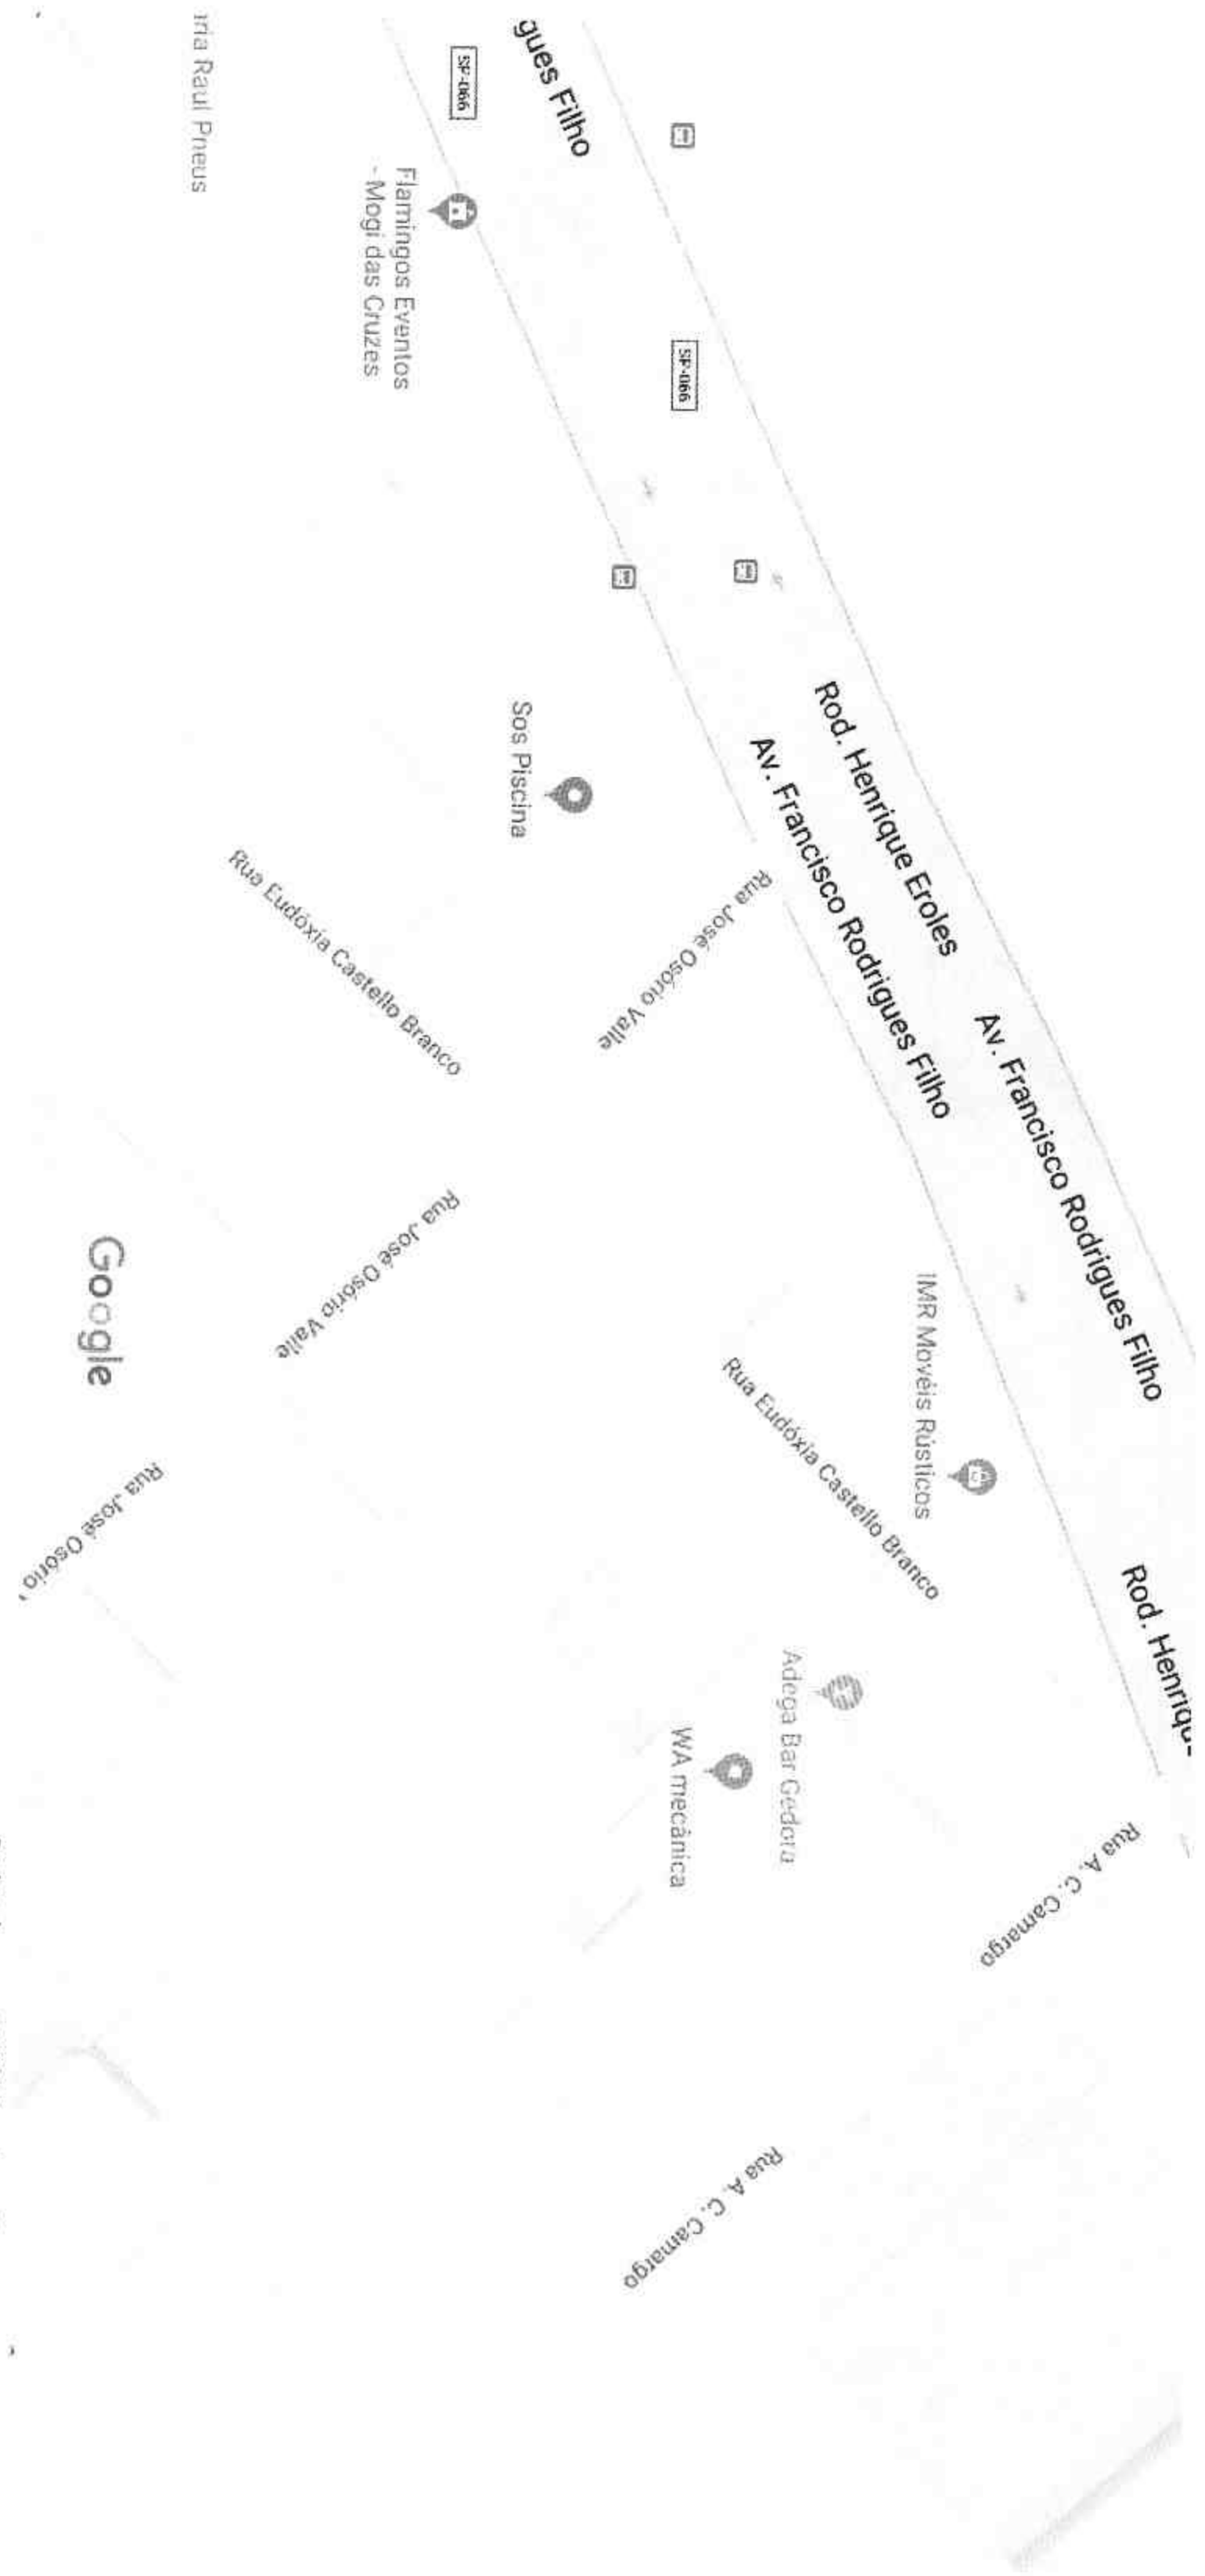 gues Filho
SP-066
Flamingos Eventos
- Mogi das Cruzes
Raul Pneus
SP-066
Rod. Henrique Eroles
Av. Francisco Rodrigues Filho
Av. Francisco Rodrigues Filho
Rod. Henriqu
Sos Piscina
Rua José Osório Valle
Rua Eudóxia Castello Branco
IMR Movéis Rústicos
Rua Eudóxia Castello Branco
Rua José Osório Valle
Adega Bar Gedora
WA mecânica
Rua A. C. Camargo
Rua A. C. Camargo
Google
Rua José Osório